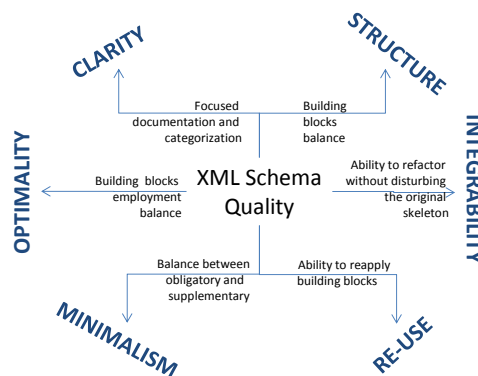 CLARITY
STRUCTURE
Focused
documentation and
categorization
Building
blocks
balance
OPTIMALITY
Building blocks
employment
balance
XML Schema
Quality
Ability to refactor
without disturbing
the original
skeleton
INTEGRABILITY
Balance between
obligatory and
supplementary
Ability to reapply
building blocks
MINIMALISM
RE-USE